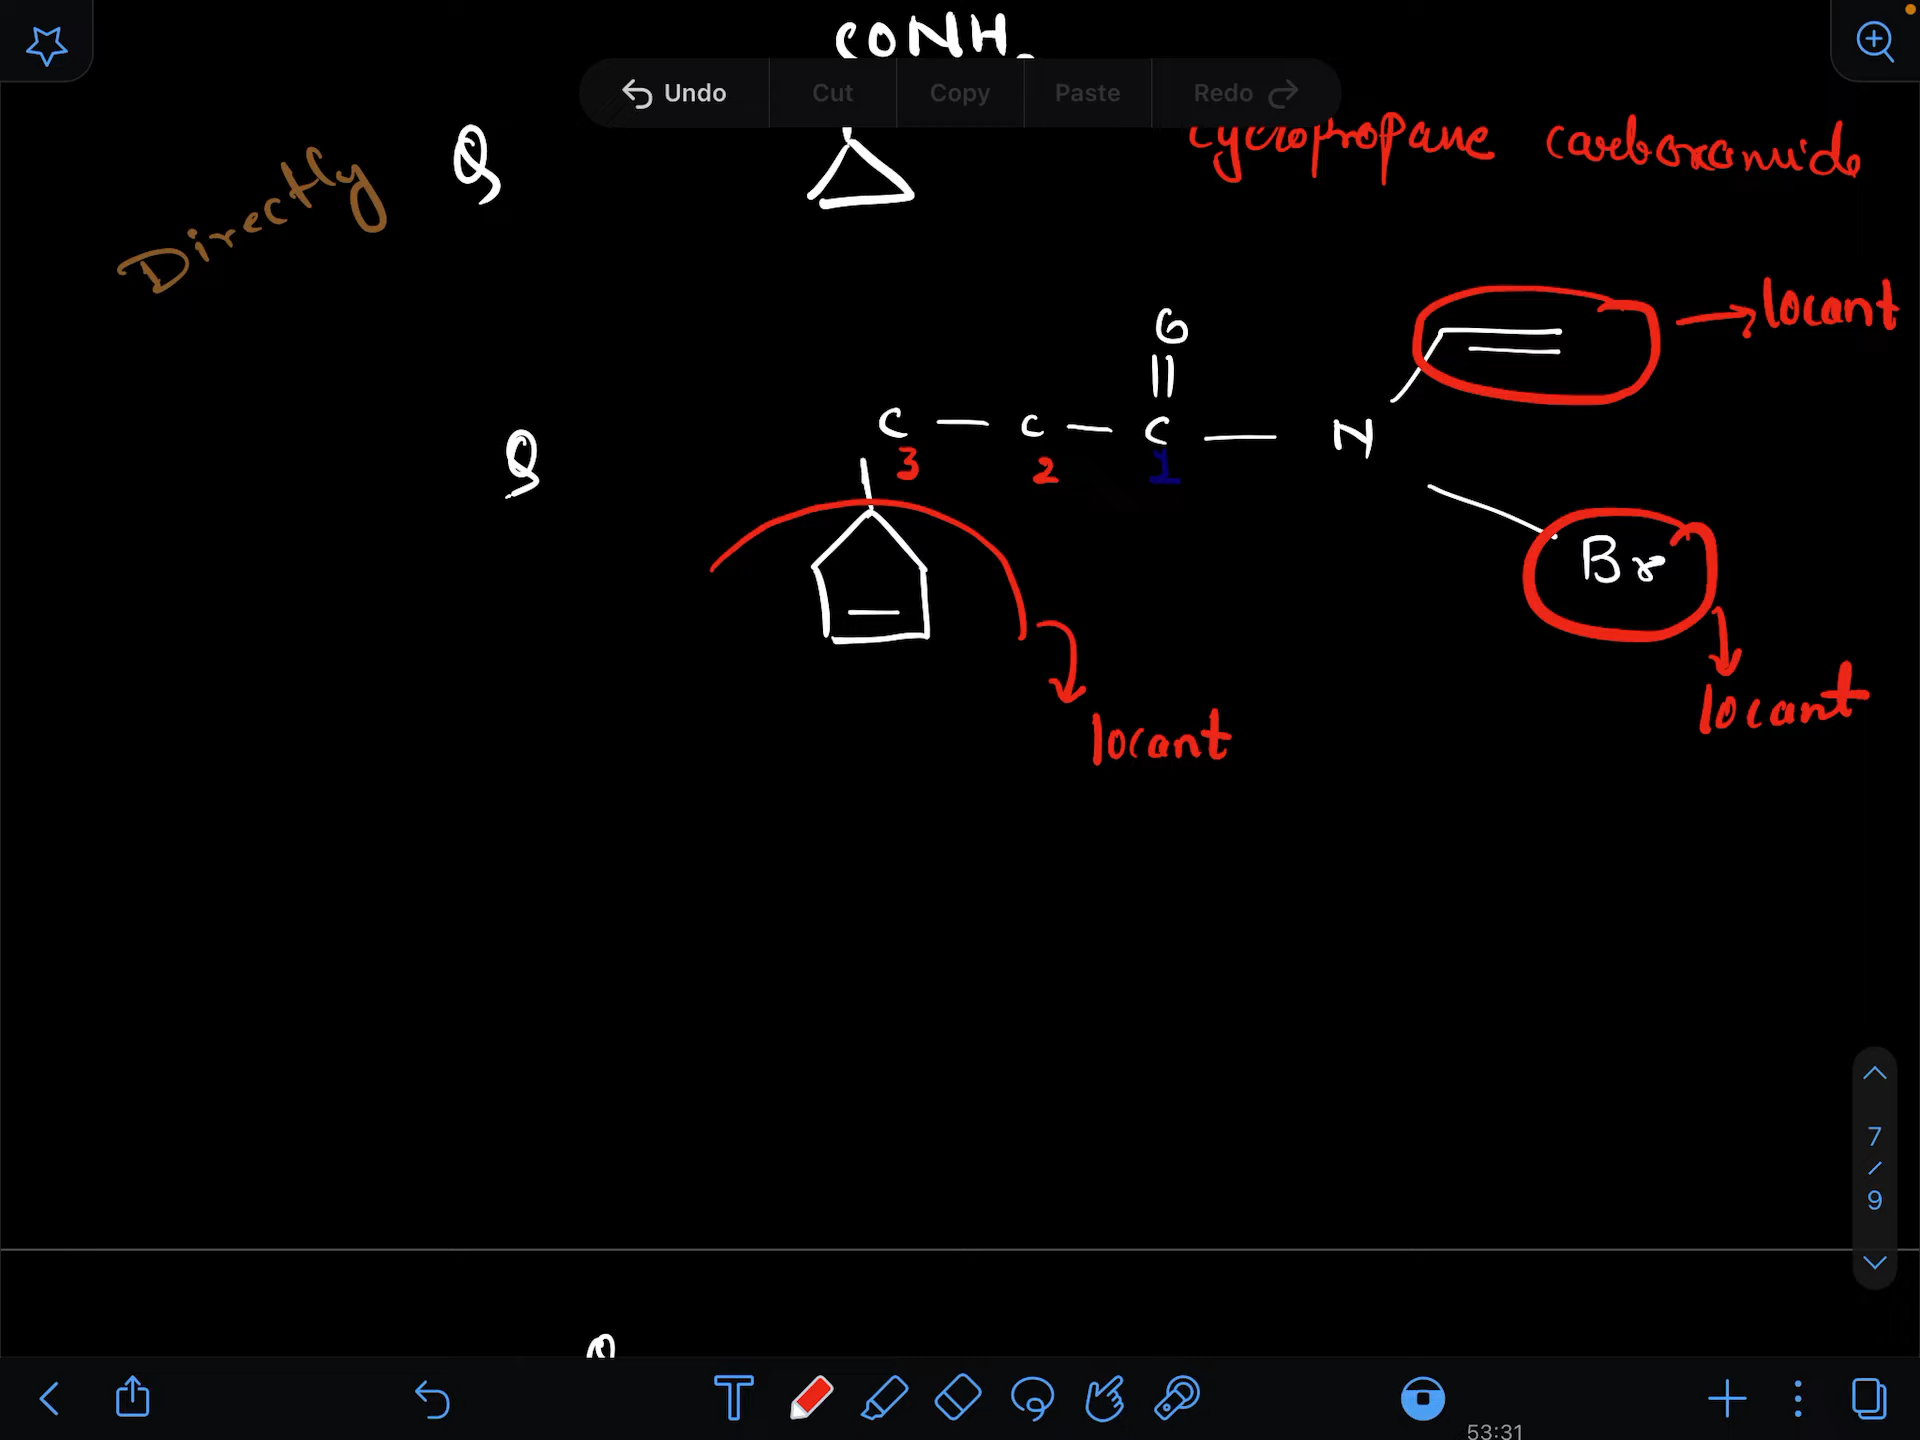 CONH
Undo Cut Copy Paste Redo
Directly Q cyclopropane carboxamide
O
locant
Q C — C — C — N
3 2 1
Br
locant
locant
7
/
9
53:31